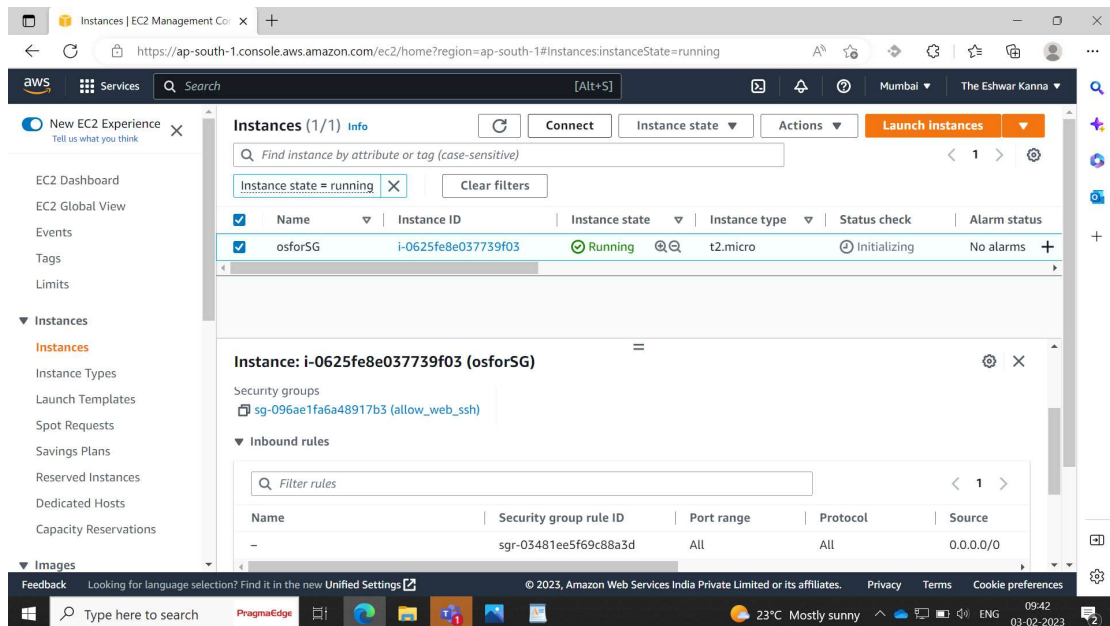 Instances | EC2 Management Co
https://ap-south-1.console.aws.amazon.com/ec2/home?region=ap-south-1#Instances:instanceState=running
aws Services Search [Alt+S] Mumbai ▼ The Eshwar Kanna ▼
New EC2 Experience
Tell us what you think
EC2 Dashboard
EC2 Global View
Events
Tags
Limits
▼ Instances
Instances
Instance Types
Launch Templates
Spot Requests
Savings Plans
Reserved Instances
Dedicated Hosts
Capacity Reservations
▼ Images
Instances (1/1) Info
Connect Instance state ▼ Actions ▼ Launch instances ▼
Find instance by attribute or tag (case-sensitive)
< 1 >
Instance state = running
Clear filters
Name Instance ID Instance state Instance type Status check Alarm status
osforSG i-0625fe8e037739f03 Running t2.micro Initializing No alarms +
Instance: i-0625fe8e037739f03 (osforSG)
Security groups
sg-096ae1fa6a48917b3 (allow_web_ssh)
▼ Inbound rules
Filter rules
< 1 >
Name Security group rule ID Port range Protocol Source
– sgr-03481ee5f69c88a3d All All 0.0.0.0/0
Feedback Looking for language selection? Find it in the new Unified Settings © 2023, Amazon Web Services India Private Limited or its affiliates. Privacy Terms Cookie preferences
Type here to search PragmaEdge 23°C Mostly sunny ENG 09:42
03-02-2023